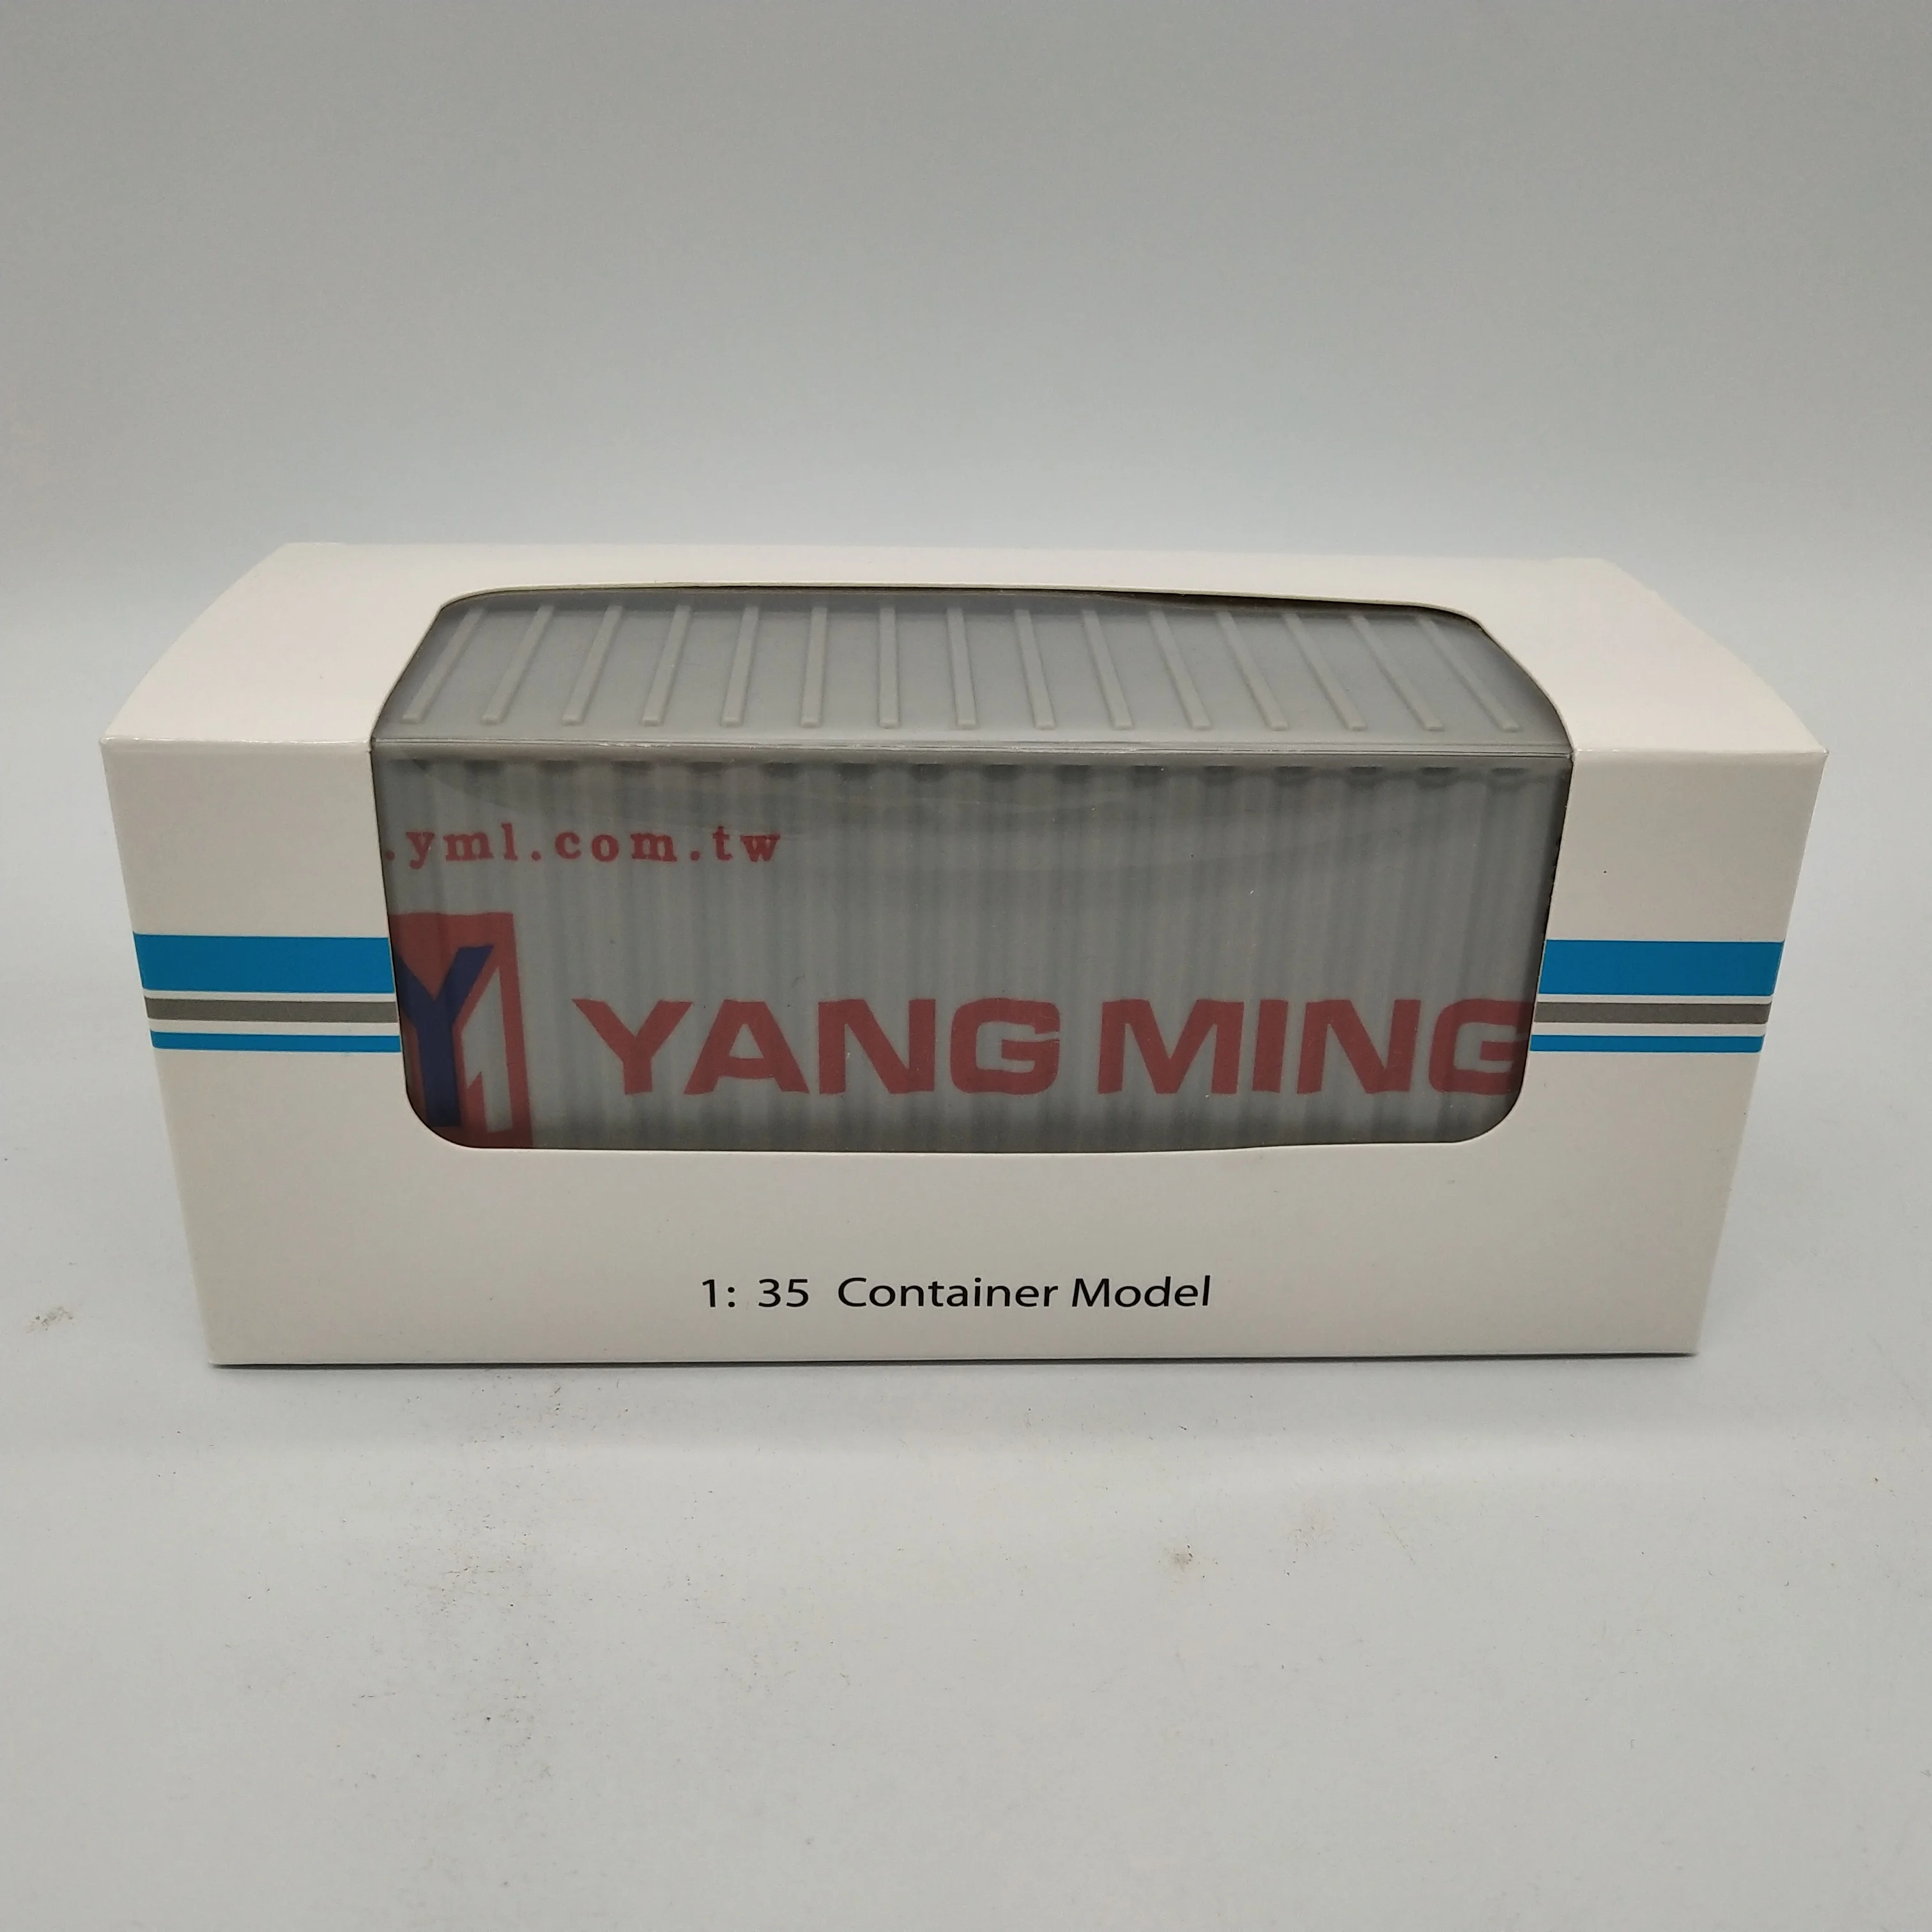 .yml.com.tw
Y YANG MING
1: 35 Container Model